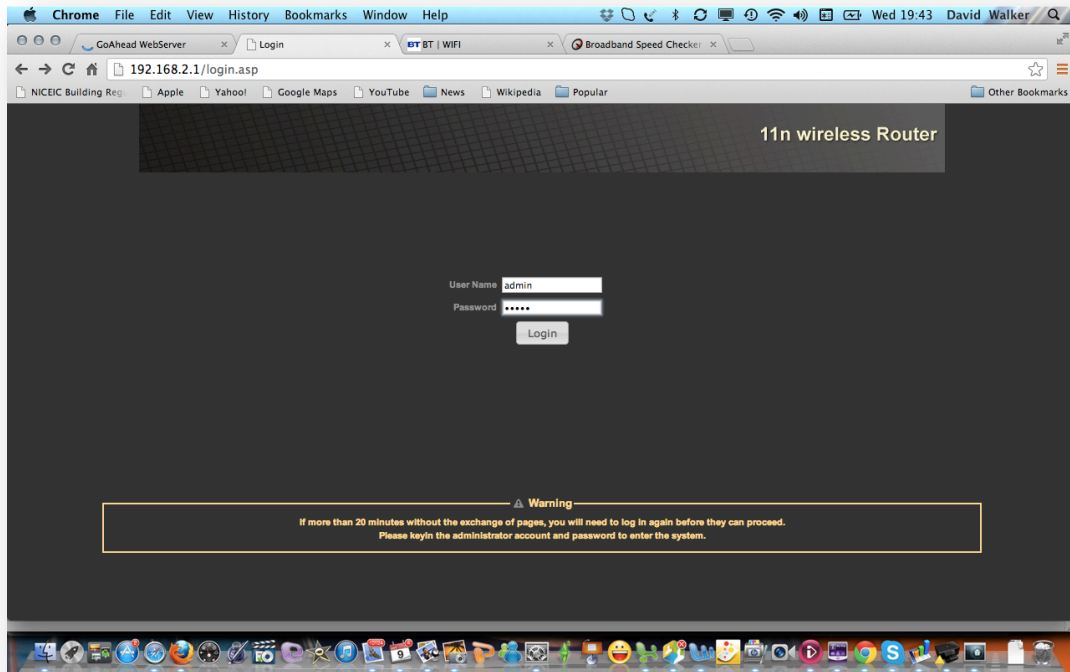 Chrome File Edit View History Bookmarks Window Help Wed 19:43 David Walker
GoAhead WebServer Login BT BT | WIFI Broadband Speed Checker
192.168.2.1/login.asp
NICEIC Building Reg Apple Yahoo! Google Maps YouTube News Wikipedia Popular Other Bookmarks
11n wireless Router
User Name admin
Password •••••
Login
Warning
If more than 20 minutes without the exchange of pages, you will need to log in again before they can proceed.
Please keyin the administrator account and password to enter the system.